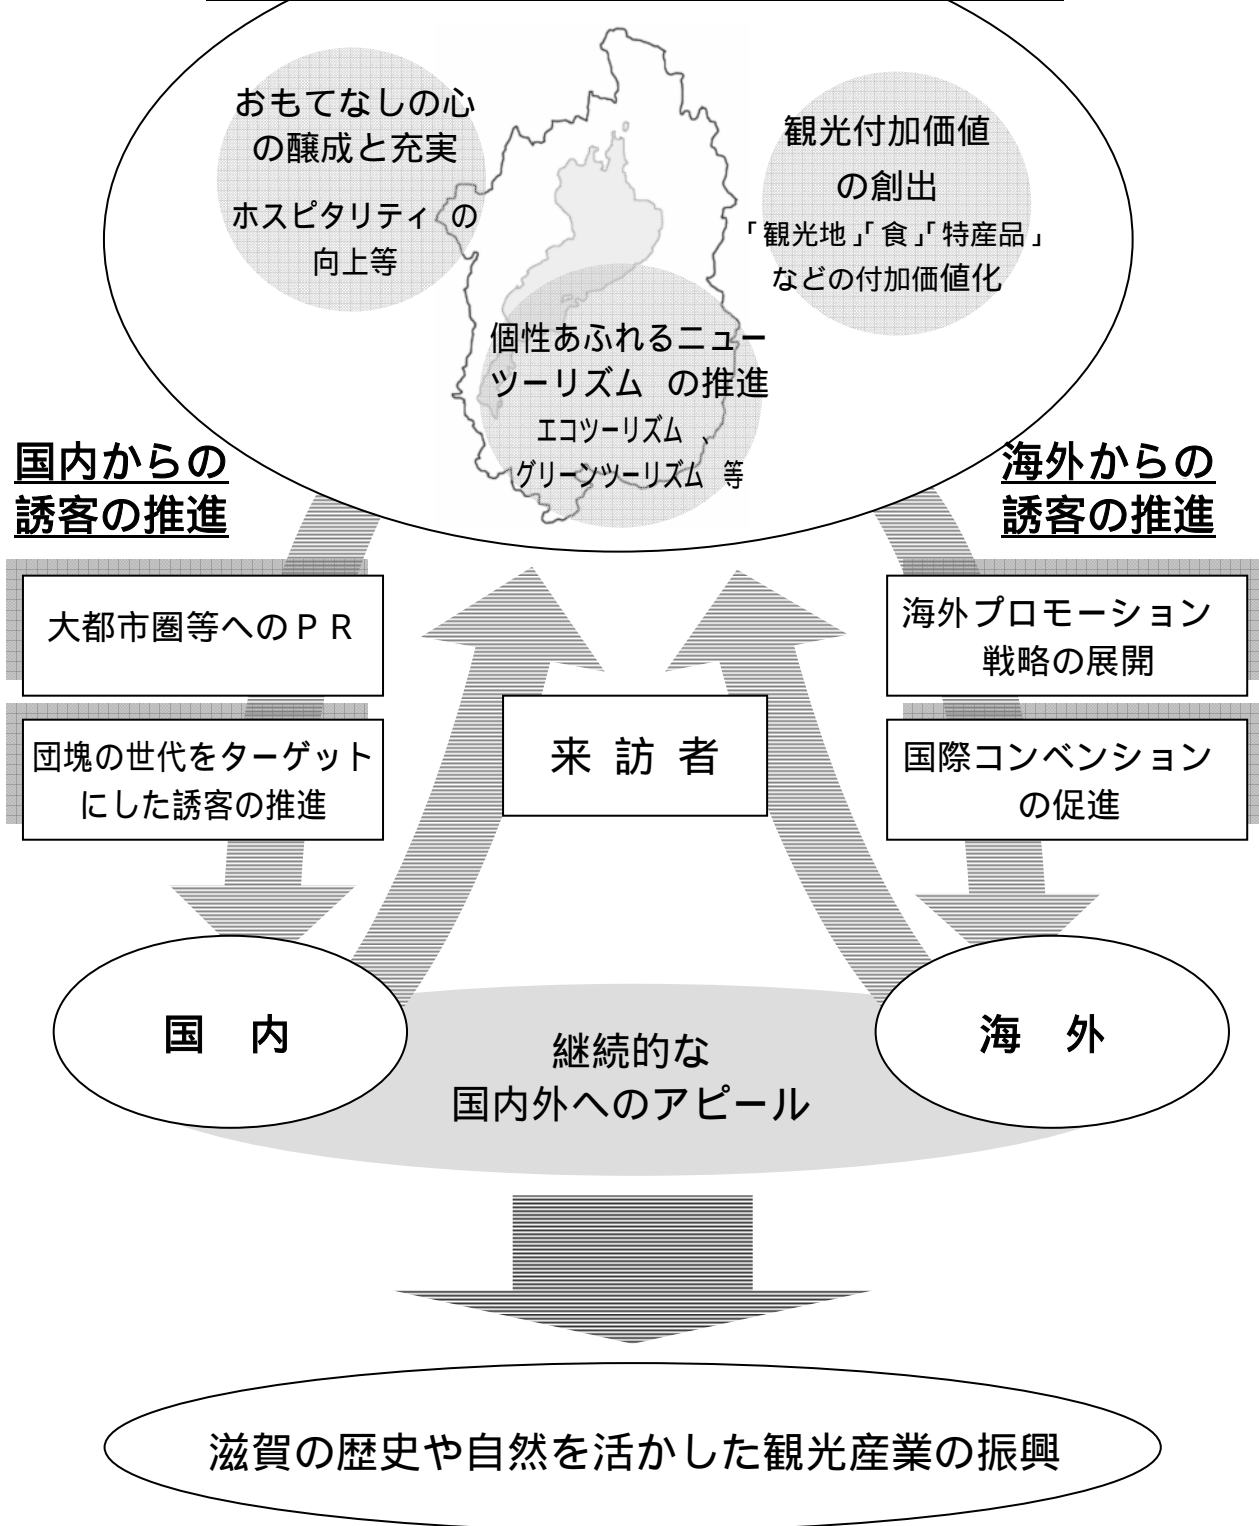 おもてなしの心
の醸成と充実
ホスピタリティ の
向上等
観光付加価値
の創出
「観光地」「食」「特産品」
などの付加価値化
個性あふれるニュー
ツーリズム の推進
エコツーリズム 、
グリーンツーリズム 等
国内からの
誘客の推進
海外からの
誘客の推進
大都市圏等へのＰＲ
団塊の世代をターゲット
にした誘客の推進
来 訪 者
海外プロモーション
戦略の展開
国際コンベンション
の促進
国 内
海 外
継続的な
国内外へのアピール
滋賀の歴史や自然を活かした観光産業の振興